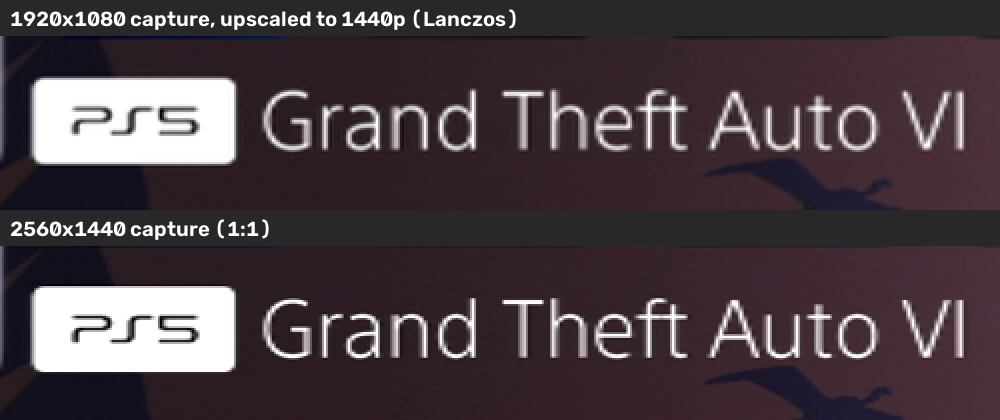 1920x1080 capture, upscaled to 1440p (Lanczos)
PS5 Grand Theft Auto VI
2560x1440 capture (1:1)
PS5 Grand Theft Auto VI